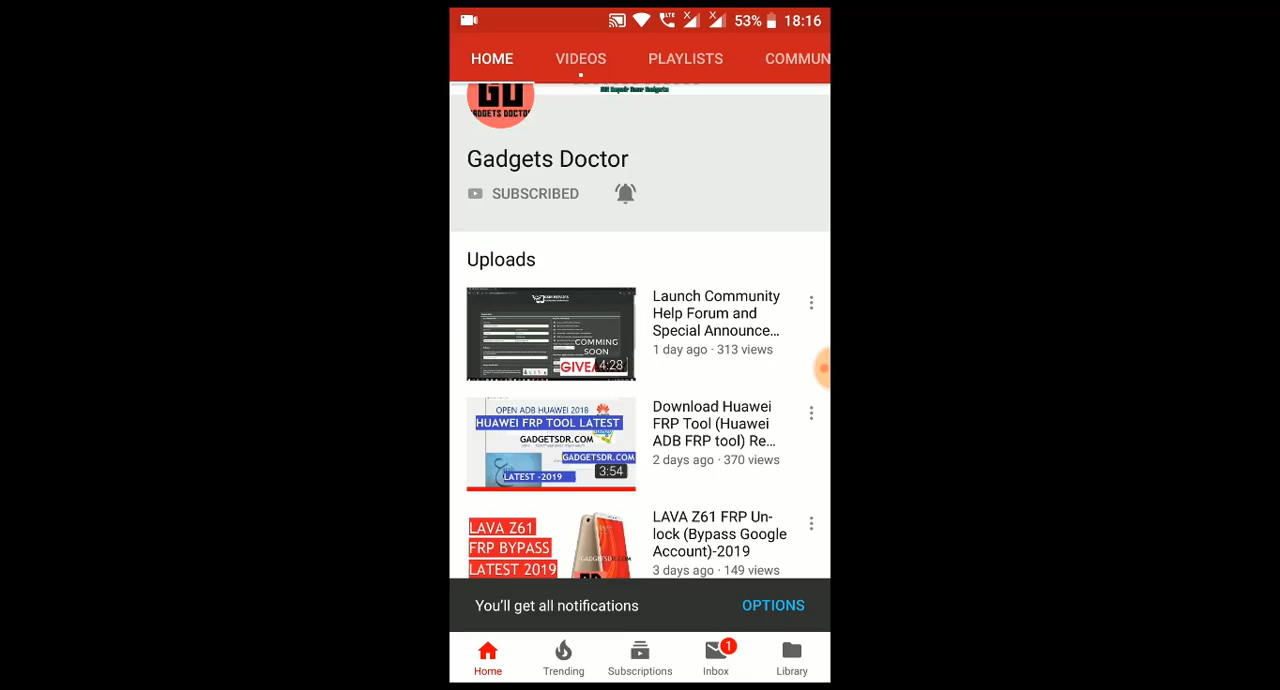 53% 18:16
HOME VIDEOS PLAYLISTS COMMUN
GADGETS DOCTOR
Gadgets Doctor
SUBSCRIBED
Uploads
COMMING
SOON
4:28
Launch Community
Help Forum and
Special Announce...
1 day ago · 313 views
OPEN ADB HUAWEI 2018
HUAWEI FRP TOOL LATEST
GADGETSDR.COM
GADGETSDR.COM
LATEST -2019
3:54
Download Huawei
FRP Tool (Huawei
ADB FRP tool) Re...
2 days ago · 370 views
LAVA Z61
FRP BYPASS
LATEST 2019
LAVA Z61 FRP Un-
lock (Bypass Google
Account)-2019
3 days ago · 149 views
You'll get all notifications OPTIONS
1
Home Trending Subscriptions Inbox Library